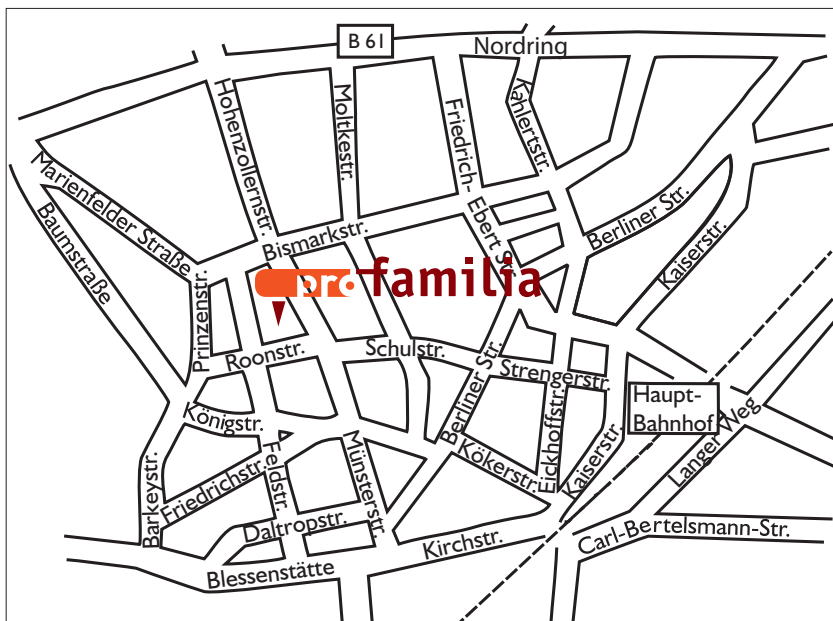 B 61
Nordring
Hohenzollernstr.
Moltkestr.
Friedrich-
Ebert Str.
Kahlertstr.
Marienfelder Straße
Baumstraße
Bismarkstr.
Berliner Str.
Kaiserstr.
pro familia
Prinzenstr.
Roonstr.
Schulstr.
Strengerstr.
Berliner Str.
Haupt-
Bahnhof
Königstr.
Feldstr.
Münsterstr.
Kökerstr.
Eickhoffstr.
Kaiserstr.
Langer Weg
Barkeystr.
Friedrichstr.
Daltropstr.
Kirchstr.
Carl-Bertelsmann-Str.
Blessenstätte